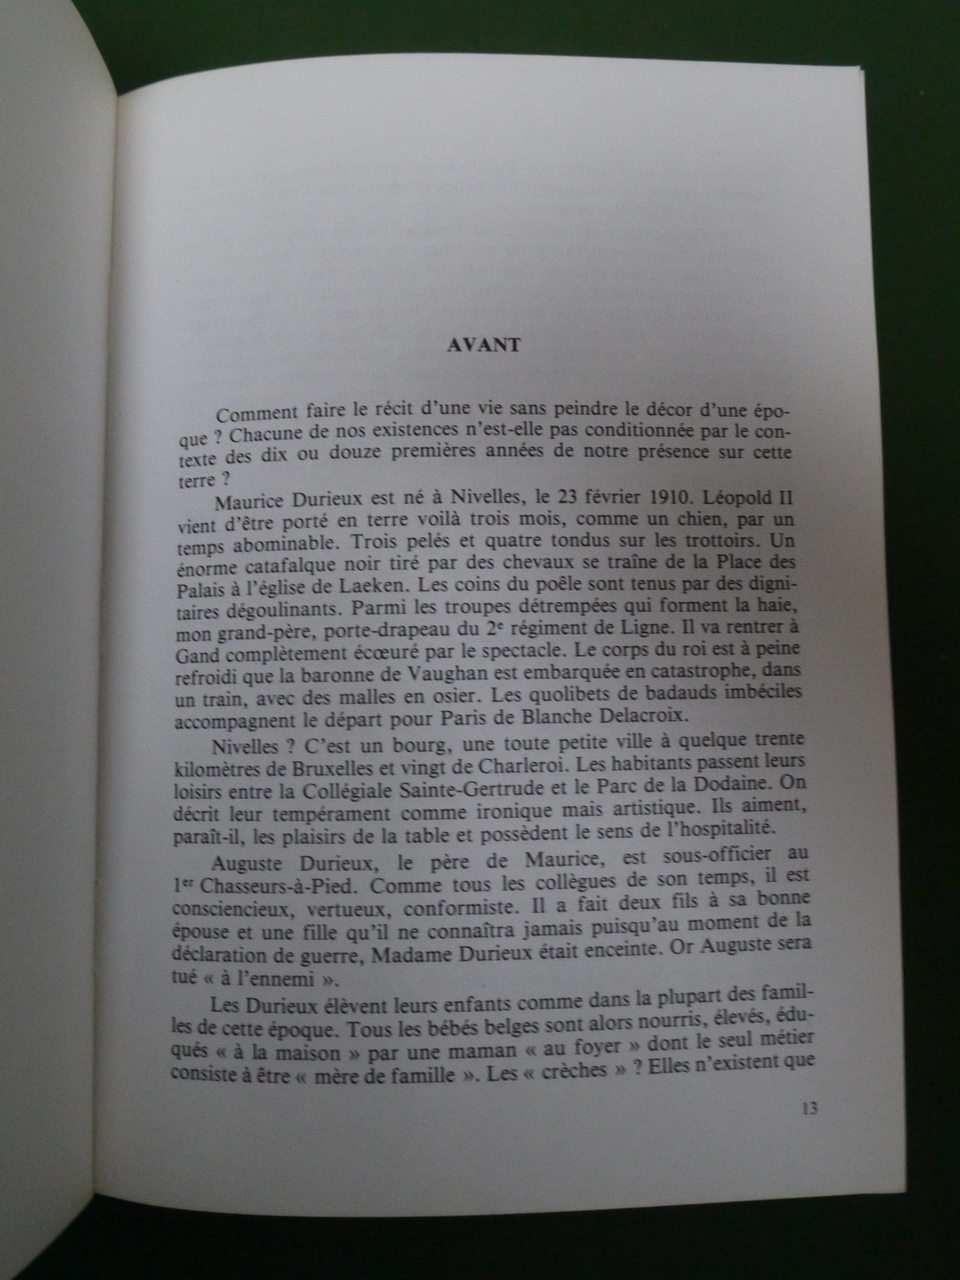 AVANT
Comment faire le récit d'une vie sans peindre le décor d'une épo-
que ? Chacune de nos existences n'est-elle pas conditionnée par le con-
texte des dix ou douze premières années de notre présence sur cette
terre ?
Maurice Durieux est né à Nivelles, le 23 février 1910. Léopold II
vient d'être porté en terre voilà trois mois, comme un chien, par un
temps abominable. Trois pelés et quatre tondus sur les trottoirs. Un
énorme catafalque noir tiré par des chevaux se traîne de la Place des
Palais à l'église de Laeken. Les coins du poêle sont tenus par des digni-
taires dégoulinants. Parmi les troupes détrempées qui forment la haie,
mon grand-père, porte-drapeau du 2e régiment de Ligne. Il va rentrer à
Gand complètement écœuré par le spectacle. Le corps du roi est à peine
refroidi que la baronne de Vaughan est embarquée en catastrophe, dans
un train, avec des malles en osier. Les quolibets de badauds imbéciles
accompagnent le départ pour Paris de Blanche Delacroix.
Nivelles ? C'est un bourg, une toute petite ville à quelque trente
kilomètres de Bruxelles et vingt de Charleroi. Les habitants passent leurs
loisirs entre la Collégiale Sainte-Gertrude et le Parc de la Dodaine. On
décrit leur tempérament comme ironique mais artistique. Ils aiment,
paraît-il, les plaisirs de la table et possèdent le sens de l'hospitalité.
Auguste Durieux, le père de Maurice, est sous-officier au
1er Chasseurs-à-Pied. Comme tous les collègues de son temps, il est
consciencieux, vertueux, conformiste. Il a fait deux fils à sa bonne
épouse et une fille qu'il ne connaîtra jamais puisqu'au moment de la
déclaration de guerre, Madame Durieux était enceinte. Or Auguste sera
tué « à l'ennemi ».
Les Durieux élèvent leurs enfants comme dans la plupart des famil-
les de cette époque. Tous les bébés belges sont alors nourris, élevés, édu-
qués « à la maison » par une maman « au foyer » dont le seul métier
consiste à être « mère de famille ». Les « crèches » ? Elles n'existent que
13